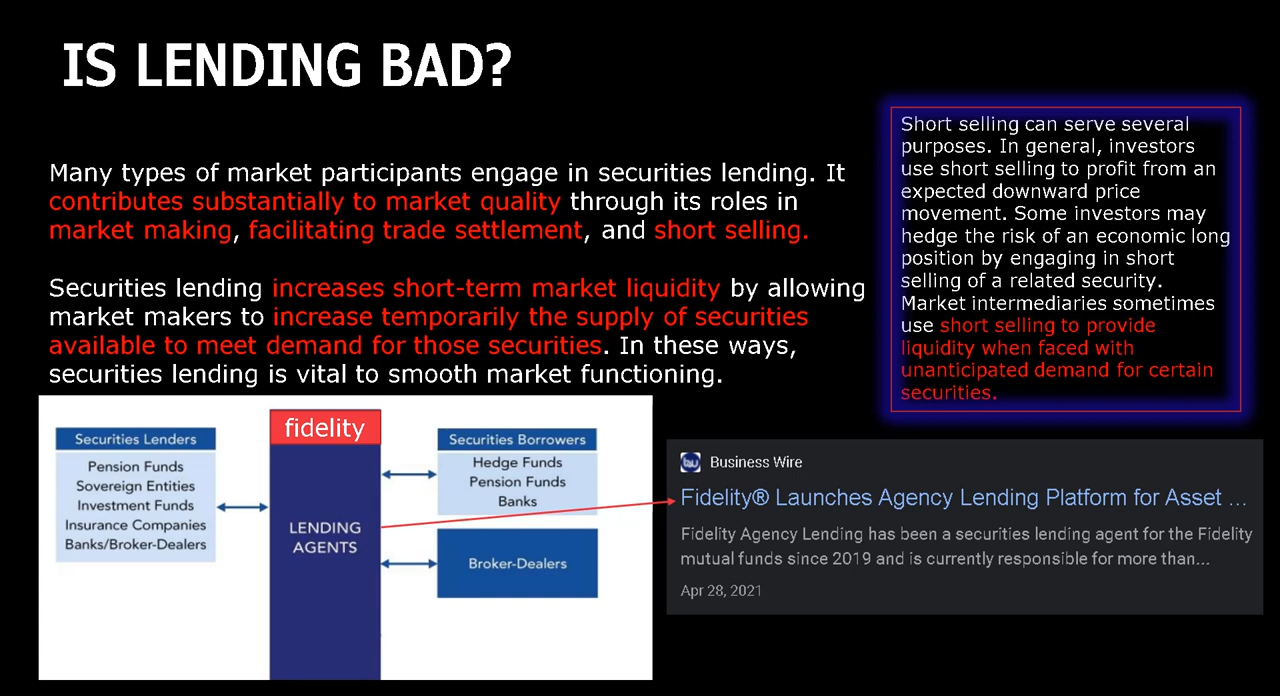 IS LENDING BAD?
Many types of market participants engage in securities lending. It
contributes substantially to market quality through its roles in
market making, facilitating trade settlement, and short selling.
Securities lending increases short-term market liquidity by allowing
market makers to increase temporarily the supply of securities
available to meet demand for those securities. In these ways,
securities lending is vital to smooth market functioning.
Short selling can serve several
purposes. In general, investors
use short selling to profit from an
expected downward price
movement. Some investors may
hedge the risk of an economic long
position by engaging in short
selling of a related security.
Market intermediaries sometimes
use short selling to provide
liquidity when faced with
unanticipated demand for certain
securities.
Securities Lenders
Pension Funds
Sovereign Entities
Investment Funds
Insurance Companies
Banks/Broker-Dealers
fidelity
LENDING
AGENTS
Securities Borrowers
Hedge Funds
Pension Funds
Banks
Broker-Dealers
Business Wire
Fidelity® Launches Agency Lending Platform for Asset ...
Fidelity Agency Lending has been a securities lending agent for the Fidelity
mutual funds since 2019 and is currently responsible for more than...
Apr 28, 2021